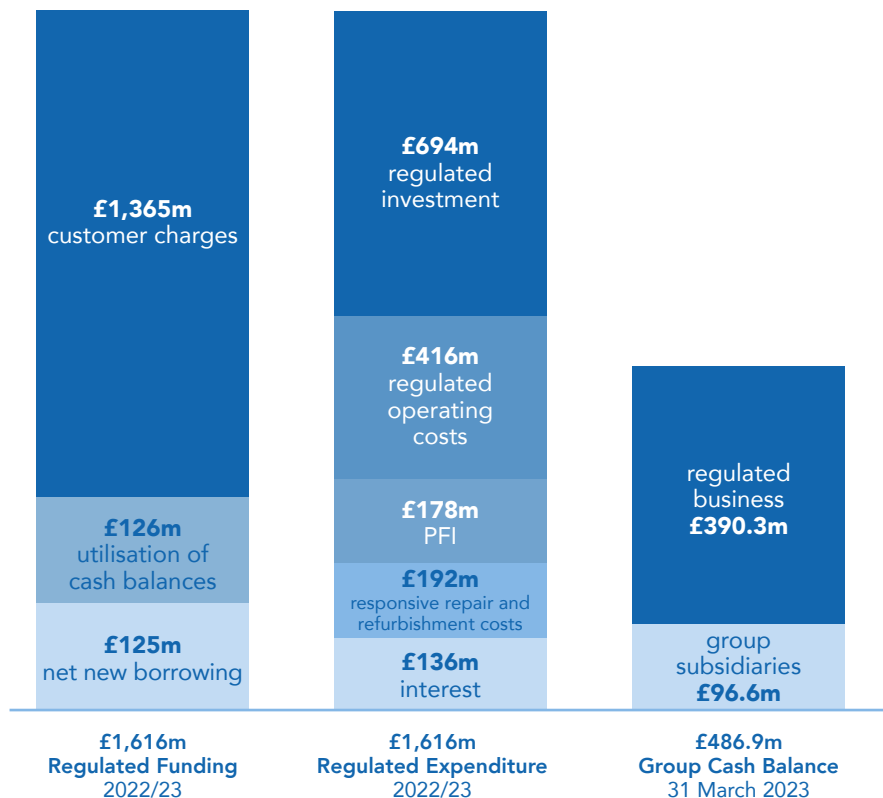 £1,365m
customer charges
£126m
utilisation of
cash balances
£125m
net new borrowing
£1,616m
Regulated Funding
2022/23
£694m
regulated
investment
£416m
regulated
operating
costs
£178m
PFI
£192m
responsive repair and
refurbishment costs
£136m
interest
£1,616m
Regulated Expenditure
2022/23
regulated
business
£390.3m
group
subsidiaries
£96.6m
£486.9m
Group Cash Balance
31 March 2023